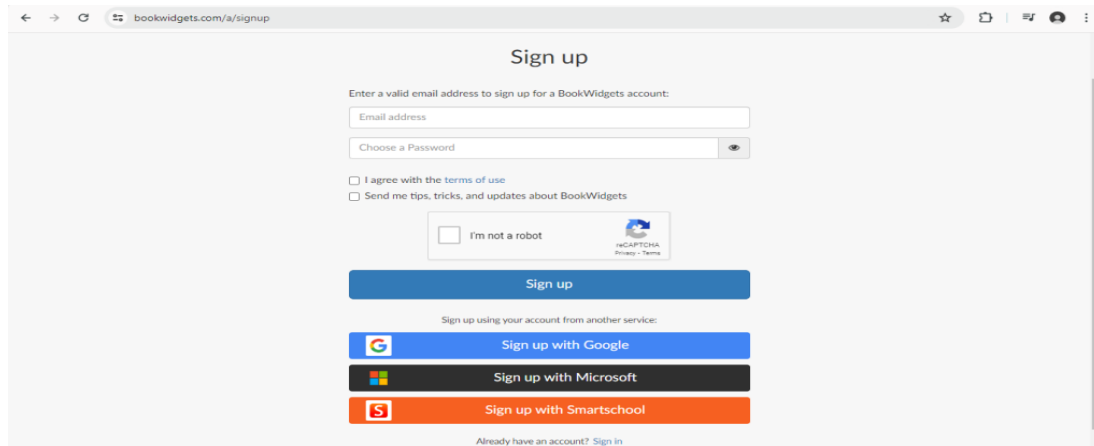 bookwidgets.com/a/signup
Sign up
Enter a valid email address to sign up for a BookWidgets account:
Email address
Choose a Password
I agree with the terms of use
Send me tips, tricks, and updates about BookWidgets
I'm not a robot
reCAPTCHA
Privacy - Terms
Sign up
Sign up using your account from another service:
G Sign up with Google
Sign up with Microsoft
S Sign up with Smartschool
Already have an account? Sign in